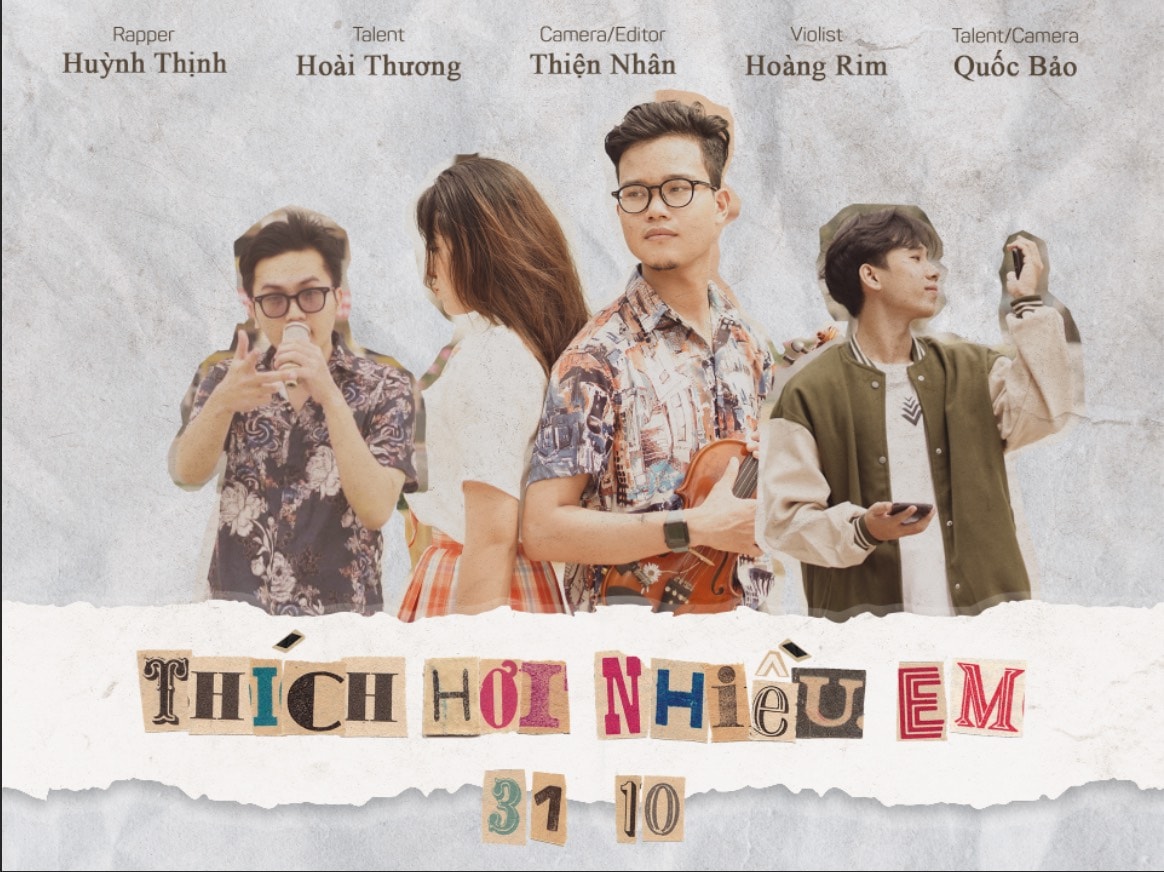 Rapper
Huỳnh Thịnh
Talent
Hoài Thương
Camera/Editor
Thiện Nhân
Violist
Hoàng Rim
Talent/Camera
Quốc Bảo
THÍCH HƠI NHIỀU EM
31 10